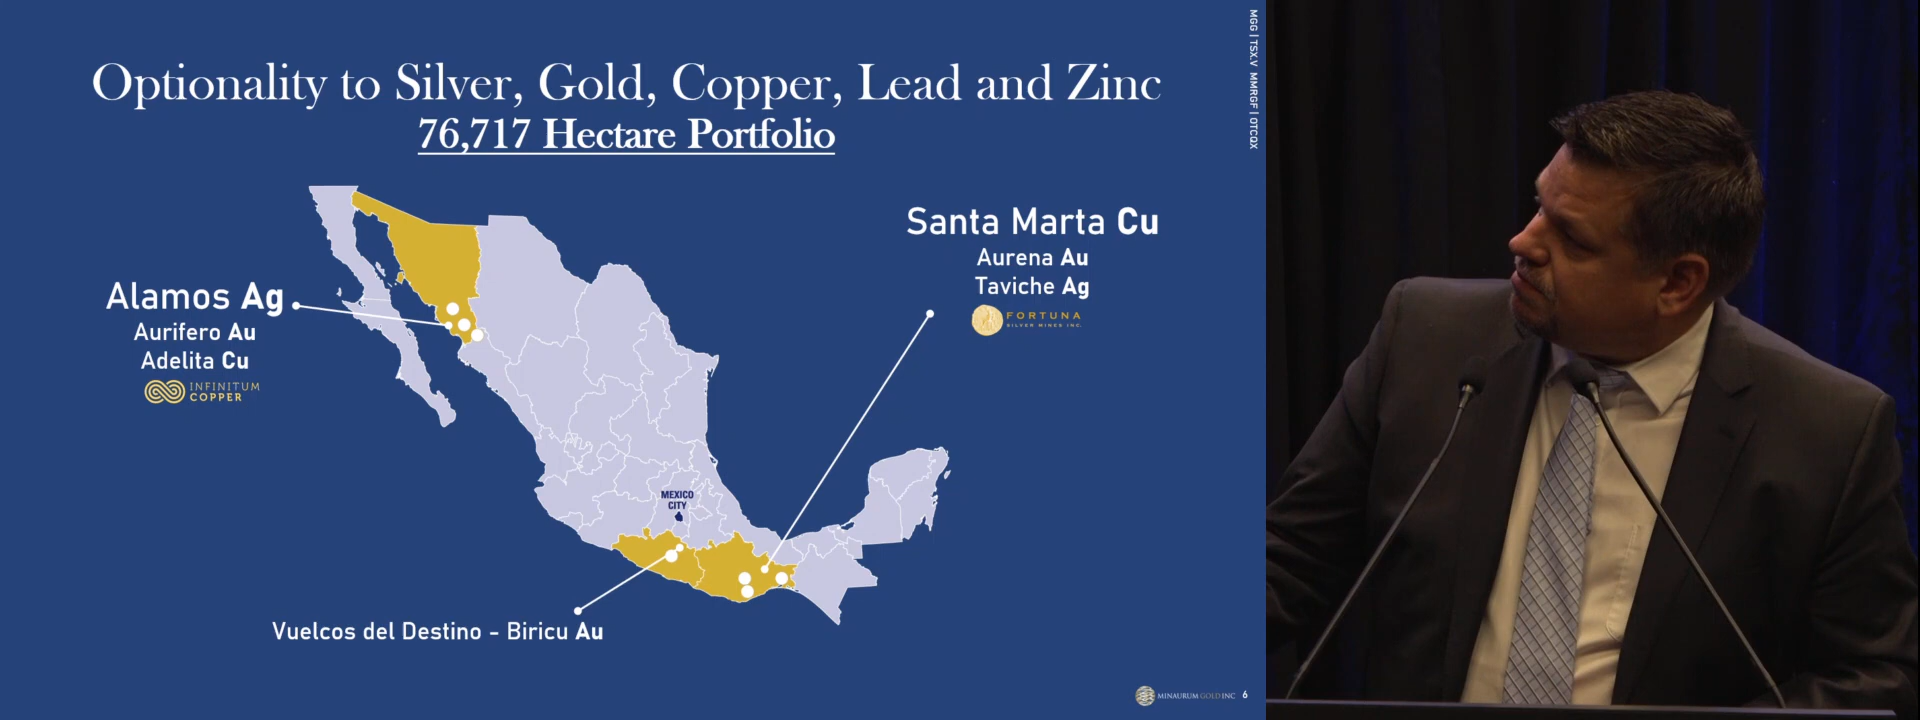 Optionality to Silver, Gold, Copper, Lead and Zinc
76,717 Hectare Portfolio
MGG | TSX.V MMRGF | OTCQX
Santa Marta Cu
Aurena Au
Taviche Ag
FORTUNA
SILVER MINES INC.
Alamos Ag
Aurifero Au
Adelita Cu
INFINITUM
COPPER
MEXICO
CITY
Vuelcos del Destino - Biricu Au
MINAURUM GOLD INC 6